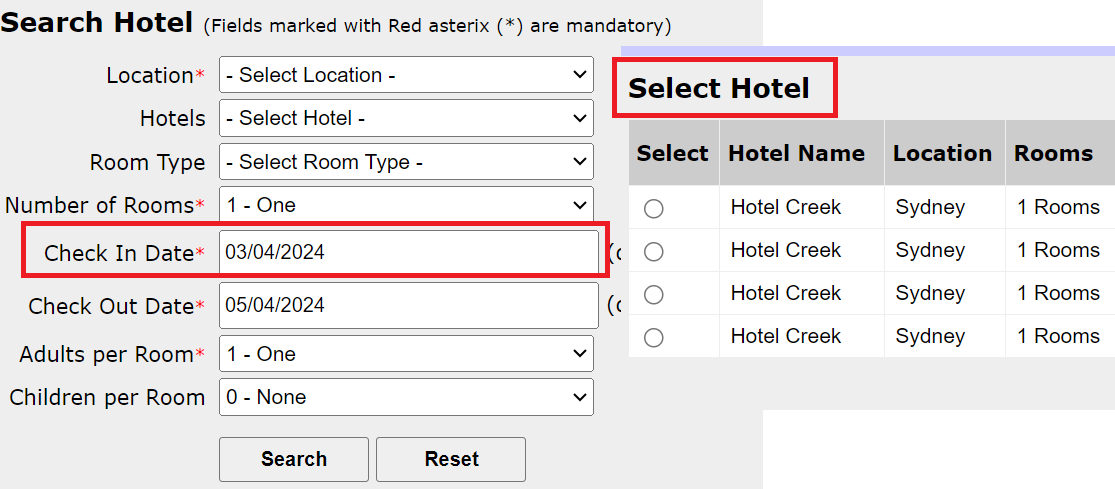 Search Hotel (Fields marked with Red asterix (*) are mandatory)
Location* - Select Location -
Hotels - Select Hotel -
Room Type - Select Room Type -
Number of Rooms* 1 - One
Check In Date* 03/04/2024
Check Out Date* 05/04/2024
Adults per Room* 1 - One
Children per Room 0 - None
Search Reset
Select Hotel
Select Hotel Name Location Rooms
Hotel Creek Sydney 1 Rooms
Hotel Creek Sydney 1 Rooms
Hotel Creek Sydney 1 Rooms
Hotel Creek Sydney 1 Rooms